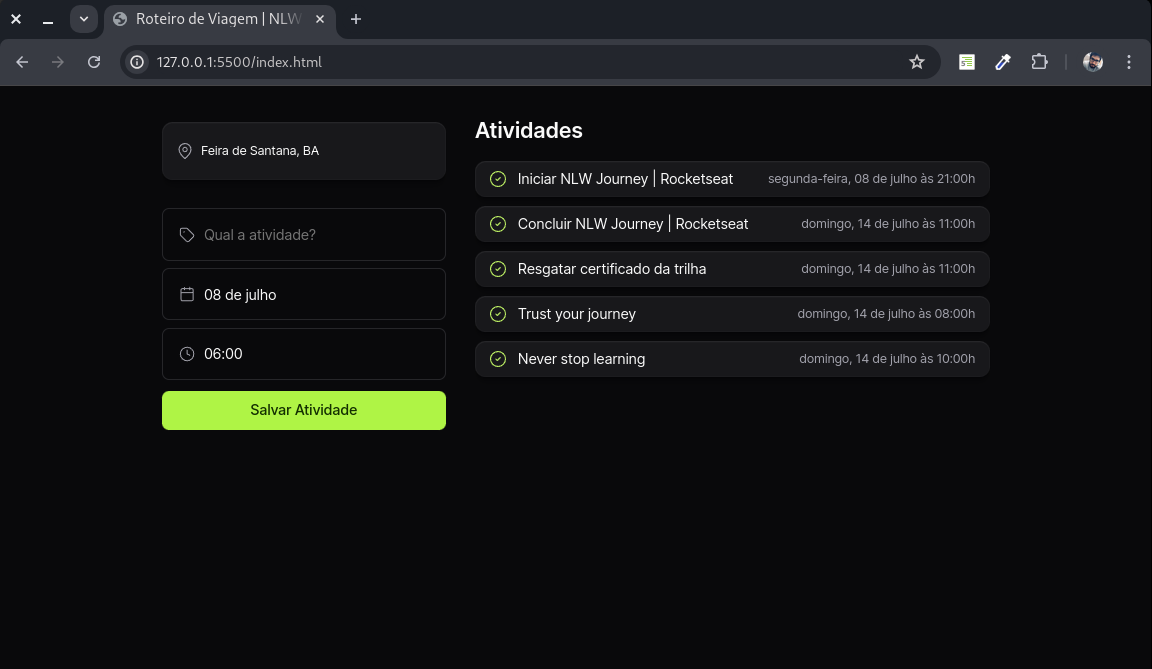 Roteiro de Viagem | NLW
127.0.0.1:5500/index.html
Feira de Santana, BA
Qual a atividade?
08 de julho
06:00
Salvar Atividade
Atividades
Iniciar NLW Journey | Rocketseat segunda-feira, 08 de julho às 21:00h
Concluir NLW Journey | Rocketseat domingo, 14 de julho às 11:00h
Resgatar certificado da trilha domingo, 14 de julho às 11:00h
Trust your journey domingo, 14 de julho às 08:00h
Never stop learning domingo, 14 de julho às 10:00h